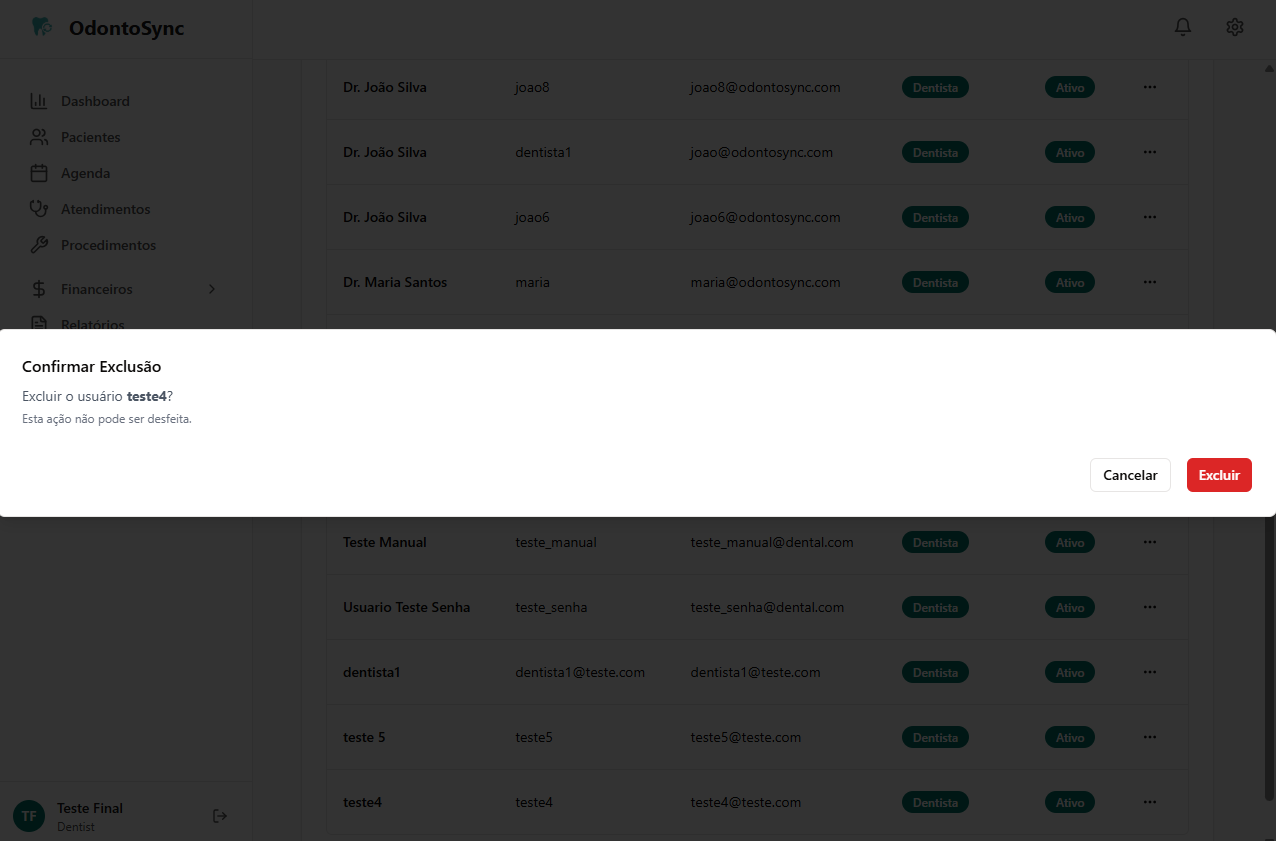 OdontoSync
Dashboard
Pacientes
Agenda
Atendimentos
Procedimentos
Financeiros
Relatórios
Dr. João Silva joao8 joao8@odontosync.com Dentista Ativo ...
Dr. João Silva dentista1 joao@odontosync.com Dentista Ativo ...
Dr. João Silva joao6 joao6@odontosync.com Dentista Ativo ...
Dr. Maria Santos maria maria@odontosync.com Dentista Ativo ...
Confirmar Exclusão
Excluir o usuário teste4?
Esta ação não pode ser desfeita.
Cancelar Excluir
Teste Manual teste_manual teste_manual@dental.com Dentista Ativo ...
Usuario Teste Senha teste_senha teste_senha@dental.com Dentista Ativo ...
dentista1 dentista1@teste.com dentista1@teste.com Dentista Ativo ...
teste 5 teste5 teste5@teste.com Dentista Ativo ...
teste4 teste4 teste4@teste.com Dentista Ativo ...
TF Teste Final
Dentist